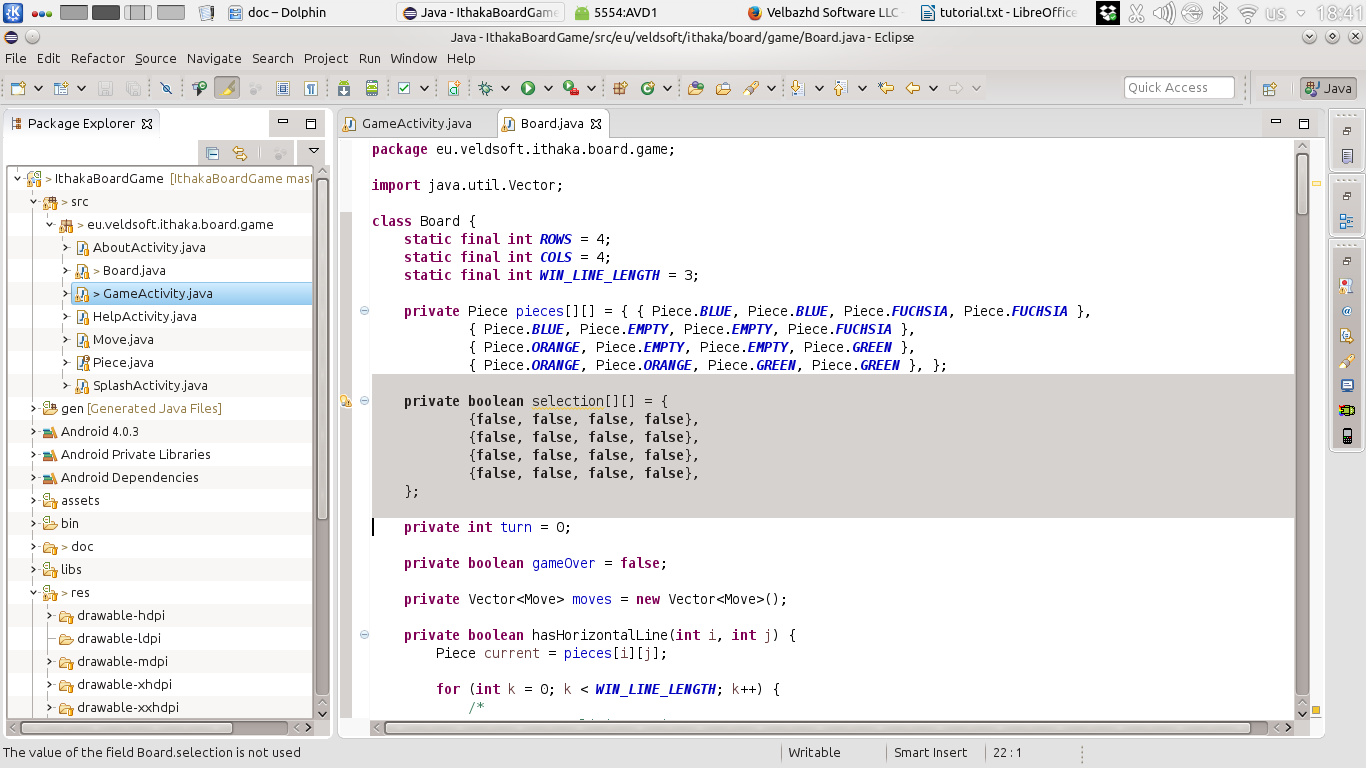 doc – Dolphin
Java - IthakaBoardGame
5554:AVD1
Velbazhd Software LLC
tutorial.txt - LibreOffice
us
18:41
Java - IthakaBoardGame/src/eu/veldsoft/ithaka/board/game/Board.java - Eclipse
File Edit Refactor Source Navigate Search Project Run Window Help
Quick Access
Java
Package Explorer
GameActivity.java
Board.java
> IthakaBoardGame [IthakaBoardGame mast
> src
> eu.veldsoft.ithaka.board.game
AboutActivity.java
> Board.java
> GameActivity.java
HelpActivity.java
Move.java
Piece.java
SplashActivity.java
gen [Generated Java Files]
Android 4.0.3
Android Private Libraries
Android Dependencies
assets
bin
> doc
libs
> res
drawable-hdpi
drawable-ldpi
drawable-mdpi
drawable-xhdpi
drawable-xxhdpi
package eu.veldsoft.ithaka.board.game;
import java.util.Vector;
class Board {
static final int ROWS = 4;
static final int COLS = 4;
static final int WIN_LINE_LENGTH = 3;
private Piece pieces[][] = { { Piece.BLUE, Piece.BLUE, Piece.FUCHSIA, Piece.FUCHSIA },
{ Piece.BLUE, Piece.EMPTY, Piece.EMPTY, Piece.FUCHSIA },
{ Piece.ORANGE, Piece.EMPTY, Piece.EMPTY, Piece.GREEN },
{ Piece.ORANGE, Piece.ORANGE, Piece.GREEN, Piece.GREEN }, };
private boolean selection[][] = {
{false, false, false, false},
{false, false, false, false},
{false, false, false, false},
{false, false, false, false},
};
private int turn = 0;
private boolean gameOver = false;
private Vector<Move> moves = new Vector<Move>();
private boolean hasHorizontalLine(int i, int j) {
Piece current = pieces[i][j];
for (int k = 0; k < WIN_LINE_LENGTH; k++) {
/*
The value of the field Board.selection is not used
Writable
Smart Insert
22 : 1